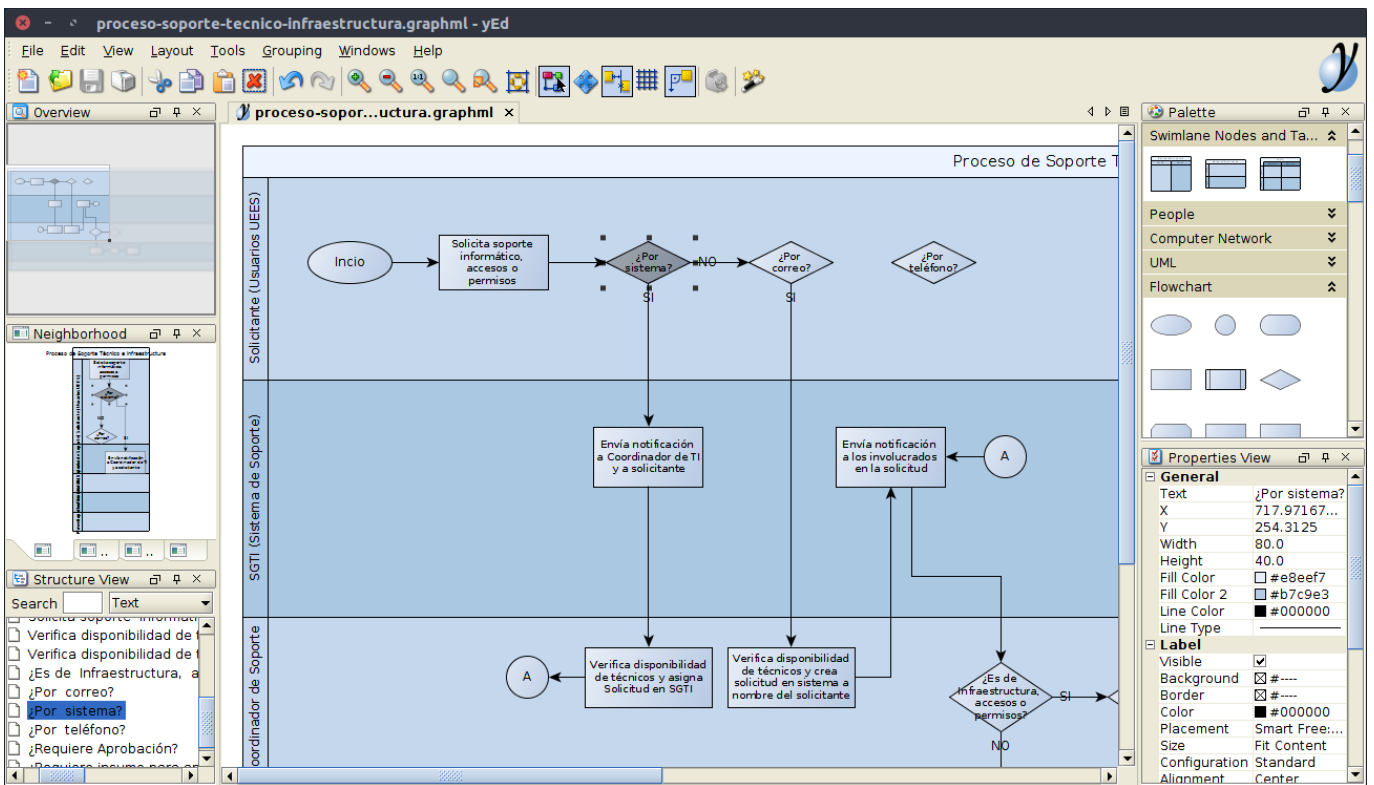 proceso-soporte-tecnico-infraestructura.graphml - yEd
File Edit View Layout Tools Grouping Windows Help
Overview
proceso-sopor...uctura.graphml
Palette
Swimlane Nodes and Ta...
People
Computer Network
UML
Flowchart
Proceso de Soporte T
Solicitante (Usuarios UEES)
Incio
Solicita soporte
informático,
accesos o
permisos
¿Por
sistema?
NO
SI
¿Por
correo?
SI
¿Por
teléfono?
SGTI (Sistema de Soporte)
Envía notificación
a Coordinador de TI
y a solicitante
Envía notificación
a los involucrados
en la solicitud
A
oordinador de Soporte
A
Verifica disponibilidad
de técnicos y asigna
Solicitud en SGTI
Verifica disponibilidad
de técnicos y crea
solicitud en sistema a
nombre del solicitante
¿Es de
Infraestructura,
accesos o
permisos?
SI
NO
Neighborhood
Proceso de Soporte Técnico e Infraestructura
Structure View
Search
Text
Verifica disponibilidad de t
Verifica disponibilidad de t
¿Es de Infraestructura, a
¿Por correo?
¿Por sistema?
¿Por teléfono?
¿Requiere Aprobación?
Properties View
General
Text ¿Por sistema?
X 717.97167...
Y 254.3125
Width 80.0
Height 40.0
Fill Color #e8eef7
Fill Color 2 #b7c9e3
Line Color #000000
Line Type
Label
Visible
Background #----
Border #----
Color #000000
Placement Smart Free:...
Size Fit Content
Configuration Standard
Alignment Center